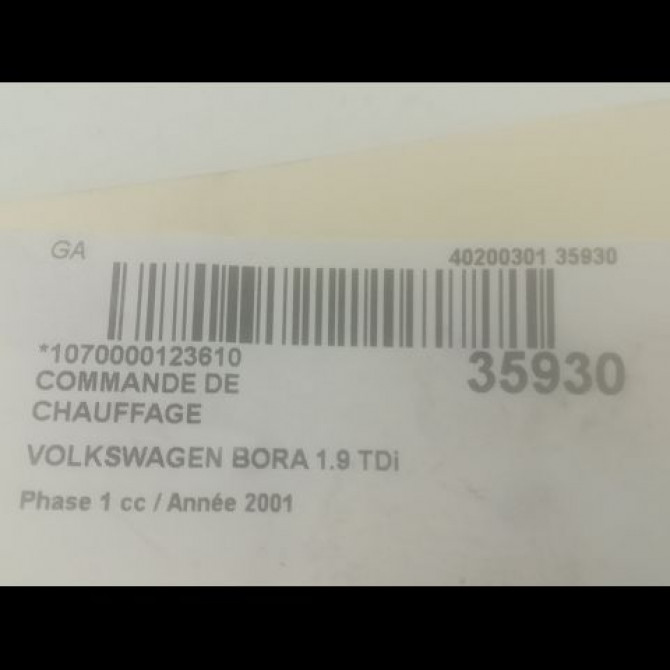 GA
40200301 35930
*1070000123610
35930
COMMANDE DE
CHAUFFAGE
VOLKSWAGEN BORA 1.9 TDi
Phase 1 cc / Année 2001